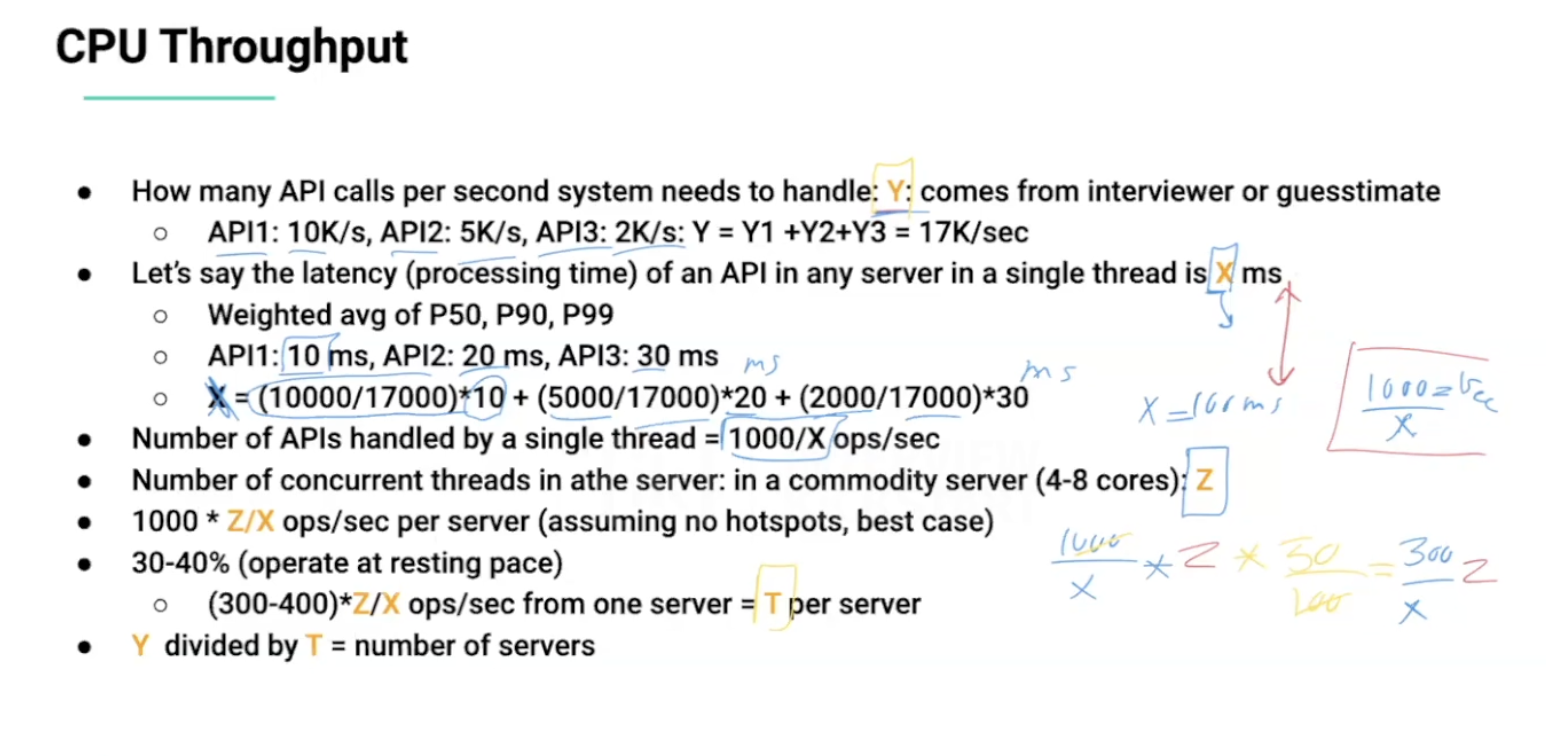 CPU Throughput
● How many API calls per second system needs to handle: Y: comes from interviewer or guesstimate
○ API1: 10K/s, API2: 5K/s, API3: 2K/s: Y = Y1 +Y2+Y3 = 17K/sec
● Let's say the latency (processing time) of an API in any server in a single thread is X ms
○ Weighted avg of P50, P90, P99
○ API1: 10 ms, API2: 20 ms, API3: 30 ms
ms ms
○ X = (10000/17000)*10 + (5000/17000)*20 + (2000/17000)*30
X = ms
1000 =
X
● Number of APIs handled by a single thread = 1000/X ops/sec
● Number of concurrent threads in athe server: in a commodity server (4-8 cores): Z
● 1000 * Z/X ops/sec per server (assuming no hotspots, best case)
1000/X * Z * 30/100 = 300/X Z
● 30-40% (operate at resting pace)
○ (300-400)*Z/X ops/sec from one server = T per server
● Y divided by T = number of servers